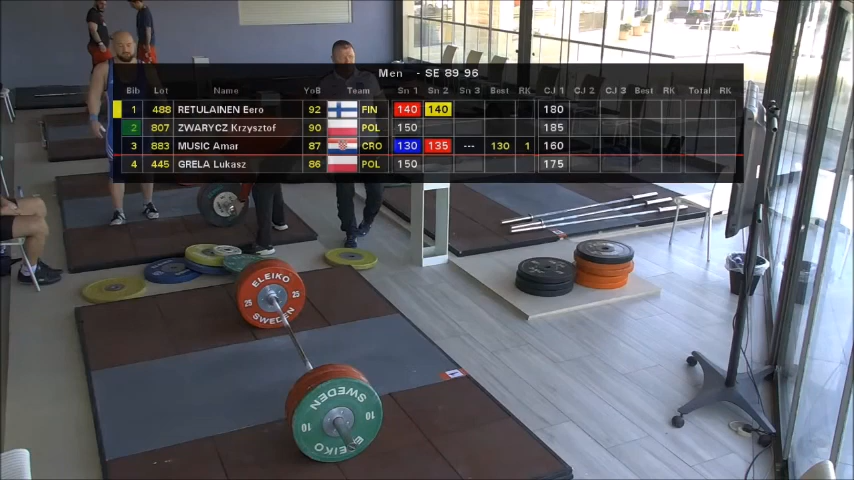 Men - SE 89 96
Bib Lot Name YoB Team Sn 1 Sn 2 Sn 3 Best RK CJ 1 CJ 2 CJ 3 Best RK Total RK
1 488 RETULAINEN Eero 92 FIN 140 140 180
2 807 ZWARYCZ Krzysztof 90 POL 150 185
3 883 MUSIC Amar 87 CRO 130 135 --- 130 1 160
4 445 GRELA Lukasz 86 POL 150 175
ELEIKO
25 25
SWEDEN
SWEDEN
10 10
ELEIKO
1